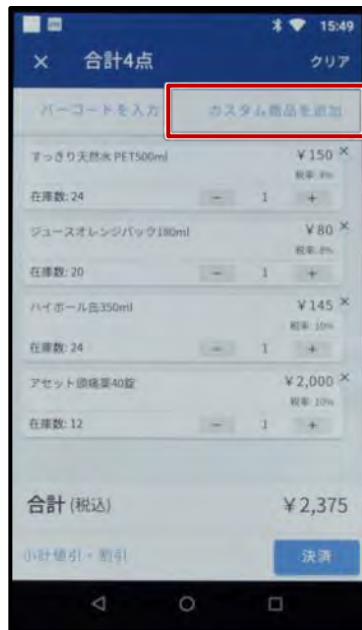 15:49
× 合計4点 クリア
バーコードを入力 カスタム商品を追加
すっきり天然水 PET500ml ¥150 ×
税率: 8%
在庫数: 24 － 1 +
ジュースオレンジパック180ml ¥80 ×
税率: 8%
在庫数: 20 － 1 +
ハイボール缶350ml ¥145 ×
税率: 10%
在庫数: 24 － 1 +
アセット頭痛薬40錠 ¥2,000 ×
税率: 10%
在庫数: 12 － 1 +
合計 (税込) ¥2,375
小計値引・割引 決済